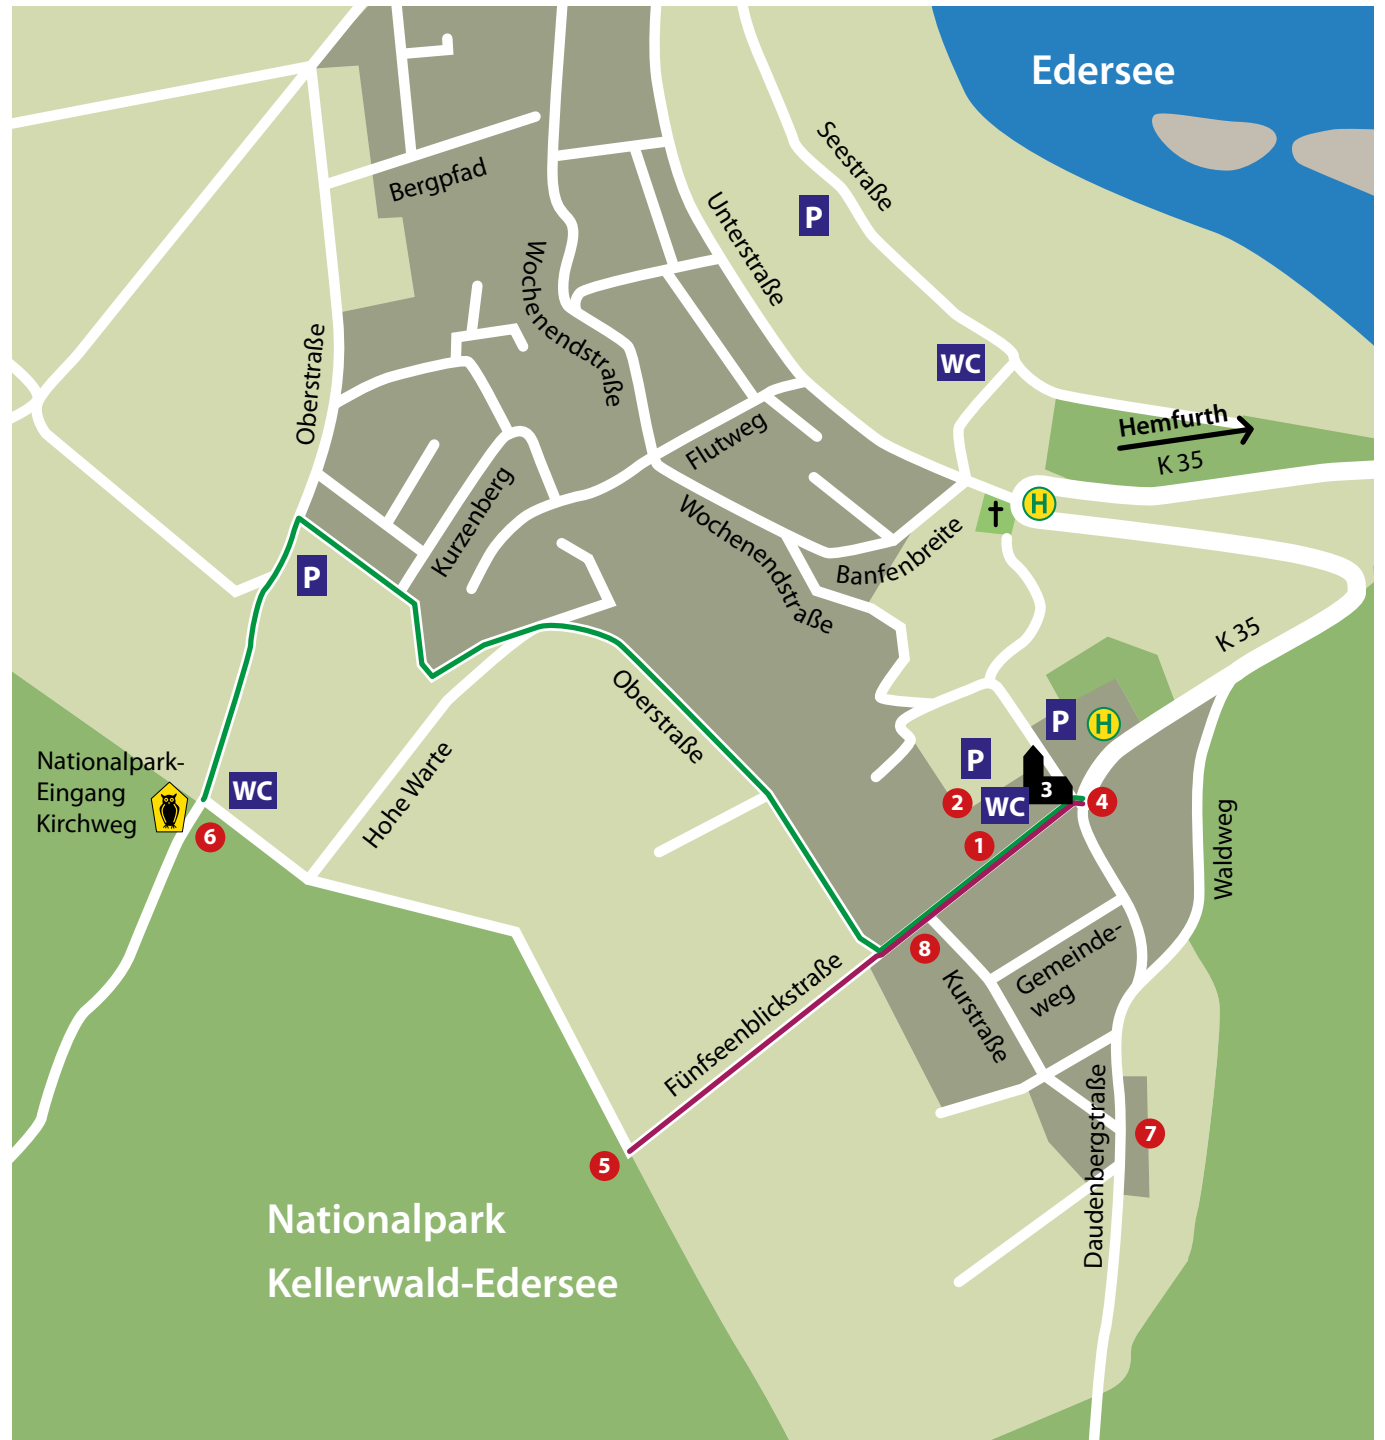 Edersee
Seestraße
Bergpfad
P
Unterstraße
Wochenendstraße
Oberstraße
WC
Hemfurth
K 35
Flutweg
Kurzenberg
H
Wochenendstraße
Banfenbreite
P
K 35
Oberstraße
P
H
Nationalpark-
Eingang
Kirchweg
WC
Hohe Warte
P
2
WC
3
4
6
1
Waldweg
8
Gemeinde-
weg
Fünfseenblickstraße
Kurstraße
Daudenbergstraße
7
5
Nationalpark
Kellerwald-Edersee